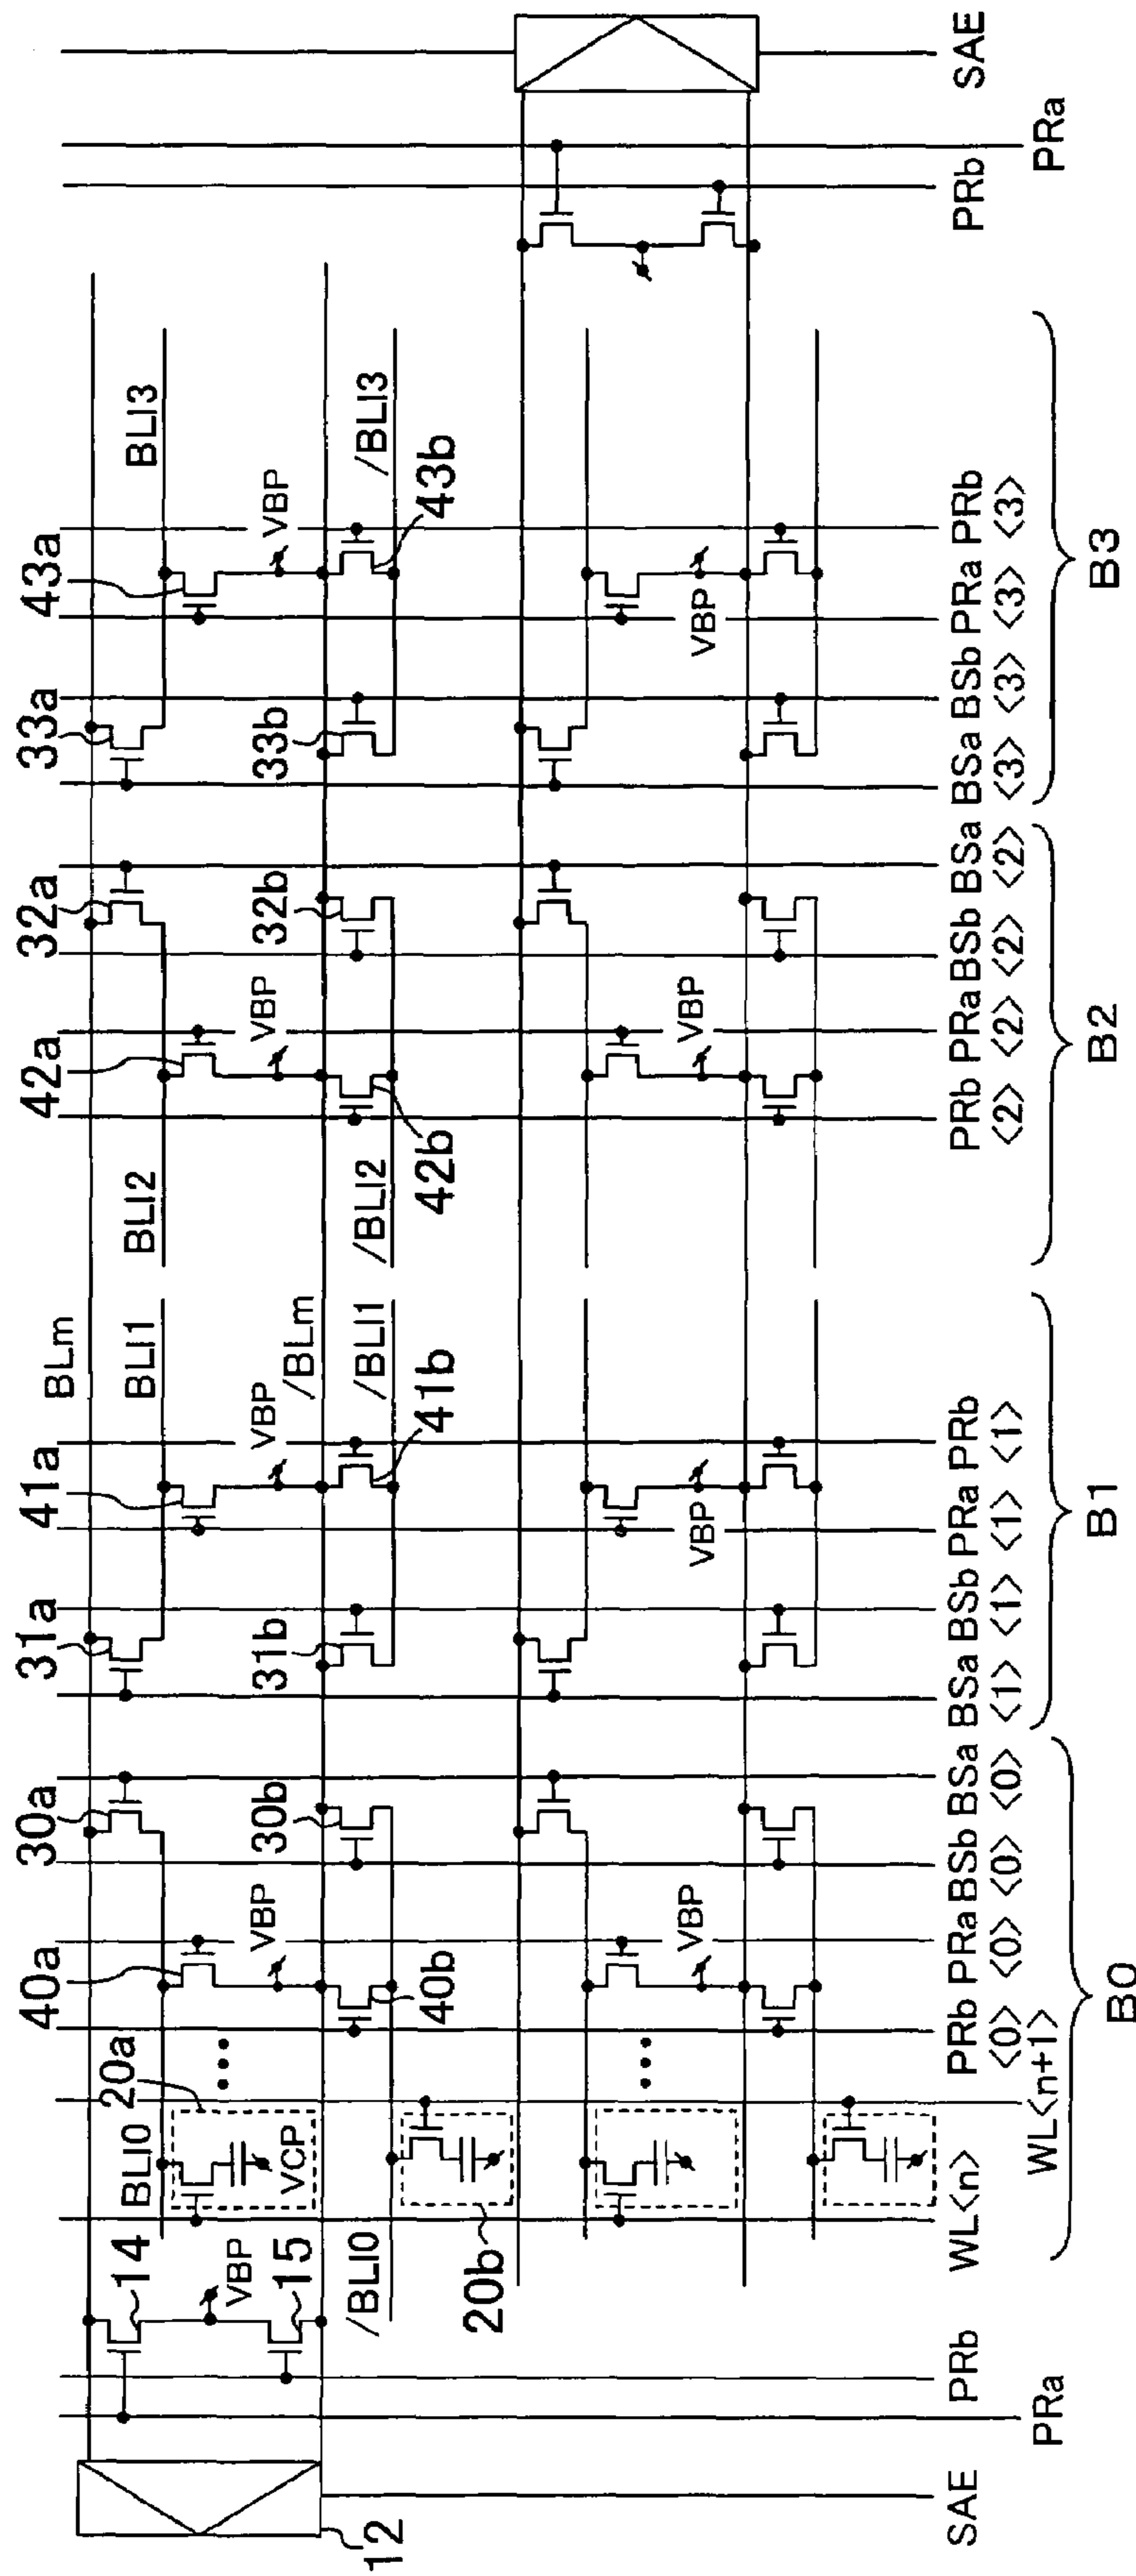 30a
31a
32a
33a
40a
41a
42a
43a
BLm
14
BLI0
20a
BLI1
BLI2
BLI3
VBP
VCP
VBP
VBP
VBP
VBP
12
15
30b
31b
/BLm
32b
33b
/BLI0
40b
/BLI1
41b
/BLI2
42b
/BLI3
43b
20b
VBP
VBP
VBP
VBP
SAE
PRb
WL<n>
PRb
<0>
PRa
<0>
BSb
<0>
BSa
<0>
BSa
<1>
BSb
<1>
PRa
<1>
PRb
<1>
PRb
<2>
PRa
<2>
BSb
<2>
BSa
<2>
BSa
<3>
BSb
<3>
PRa
<3>
PRb
<3>
PRb
SAE
PRa
WL<n+1>
PRa
B0
B1
B2
B3